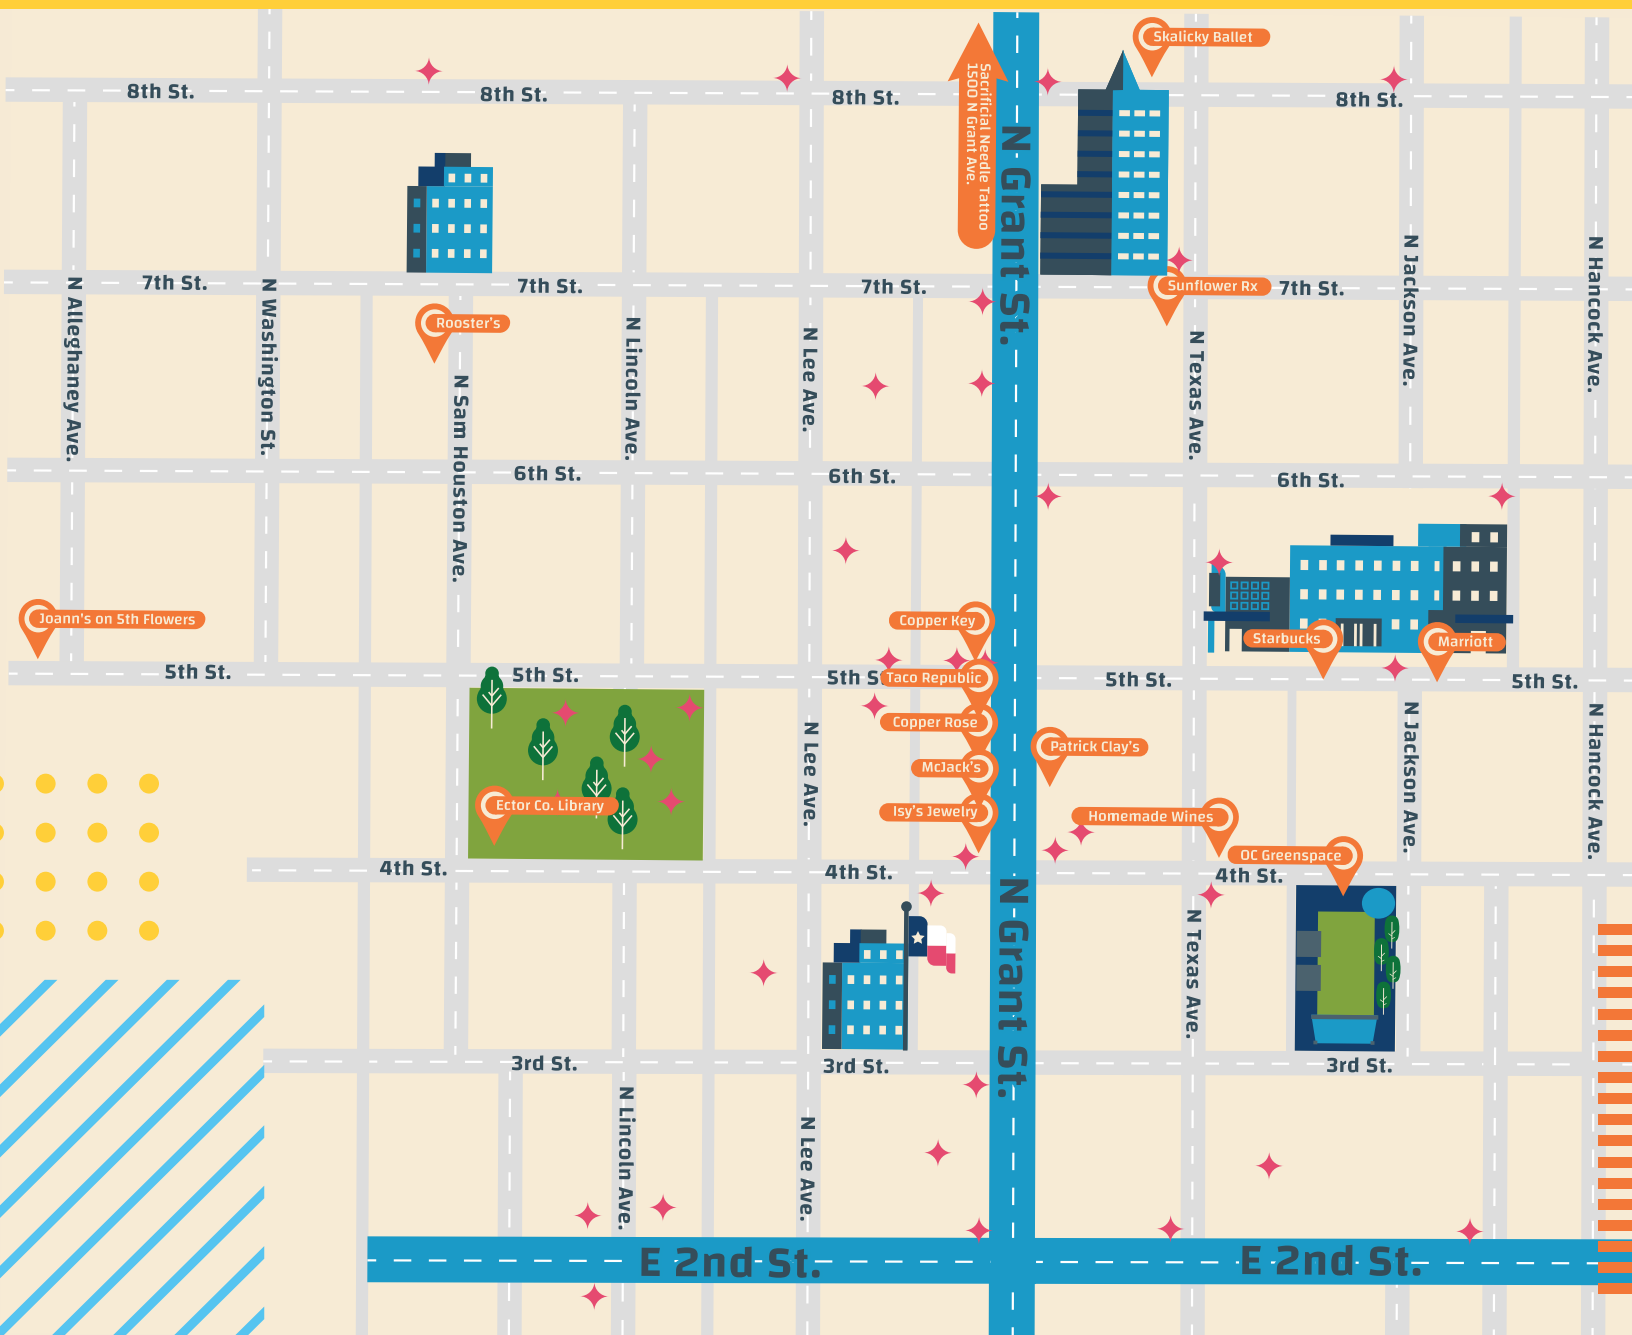 Skalicky Ballet
8th St.
8th St.
8th St.
8th St.
Sacrificial Needle Tattoo
1500 N Grant Ave.
N Grant St.
7th St.
7th St.
7th St.
Sunflower Rx
7th St.
N Alleghaney Ave.
N Washington St.
Rooster's
N Sam Houston Ave.
N Lincoln Ave.
N Lee Ave.
N Texas Ave.
N Jackson Ave.
N Hancock Ave.
6th St.
6th St.
6th St.
Joann's on 5th Flowers
Copper Key
Starbucks
Marriott
5th St.
5th St.
5th St
Taco Republic
5th St.
5th St.
Copper Rose
Patrick Clay's
McJack's
N Lee Ave.
N Jackson Ave.
N Hancock Ave.
Ector Co. Library
Isy's Jewelry
Homemade Wines
OC Greenspace
4th St.
4th St.
4th St.
N Grant St.
N Texas Ave.
3rd St.
3rd St.
3rd St.
N Lincoln Ave.
N Lee Ave.
E 2nd St.
E 2nd St.